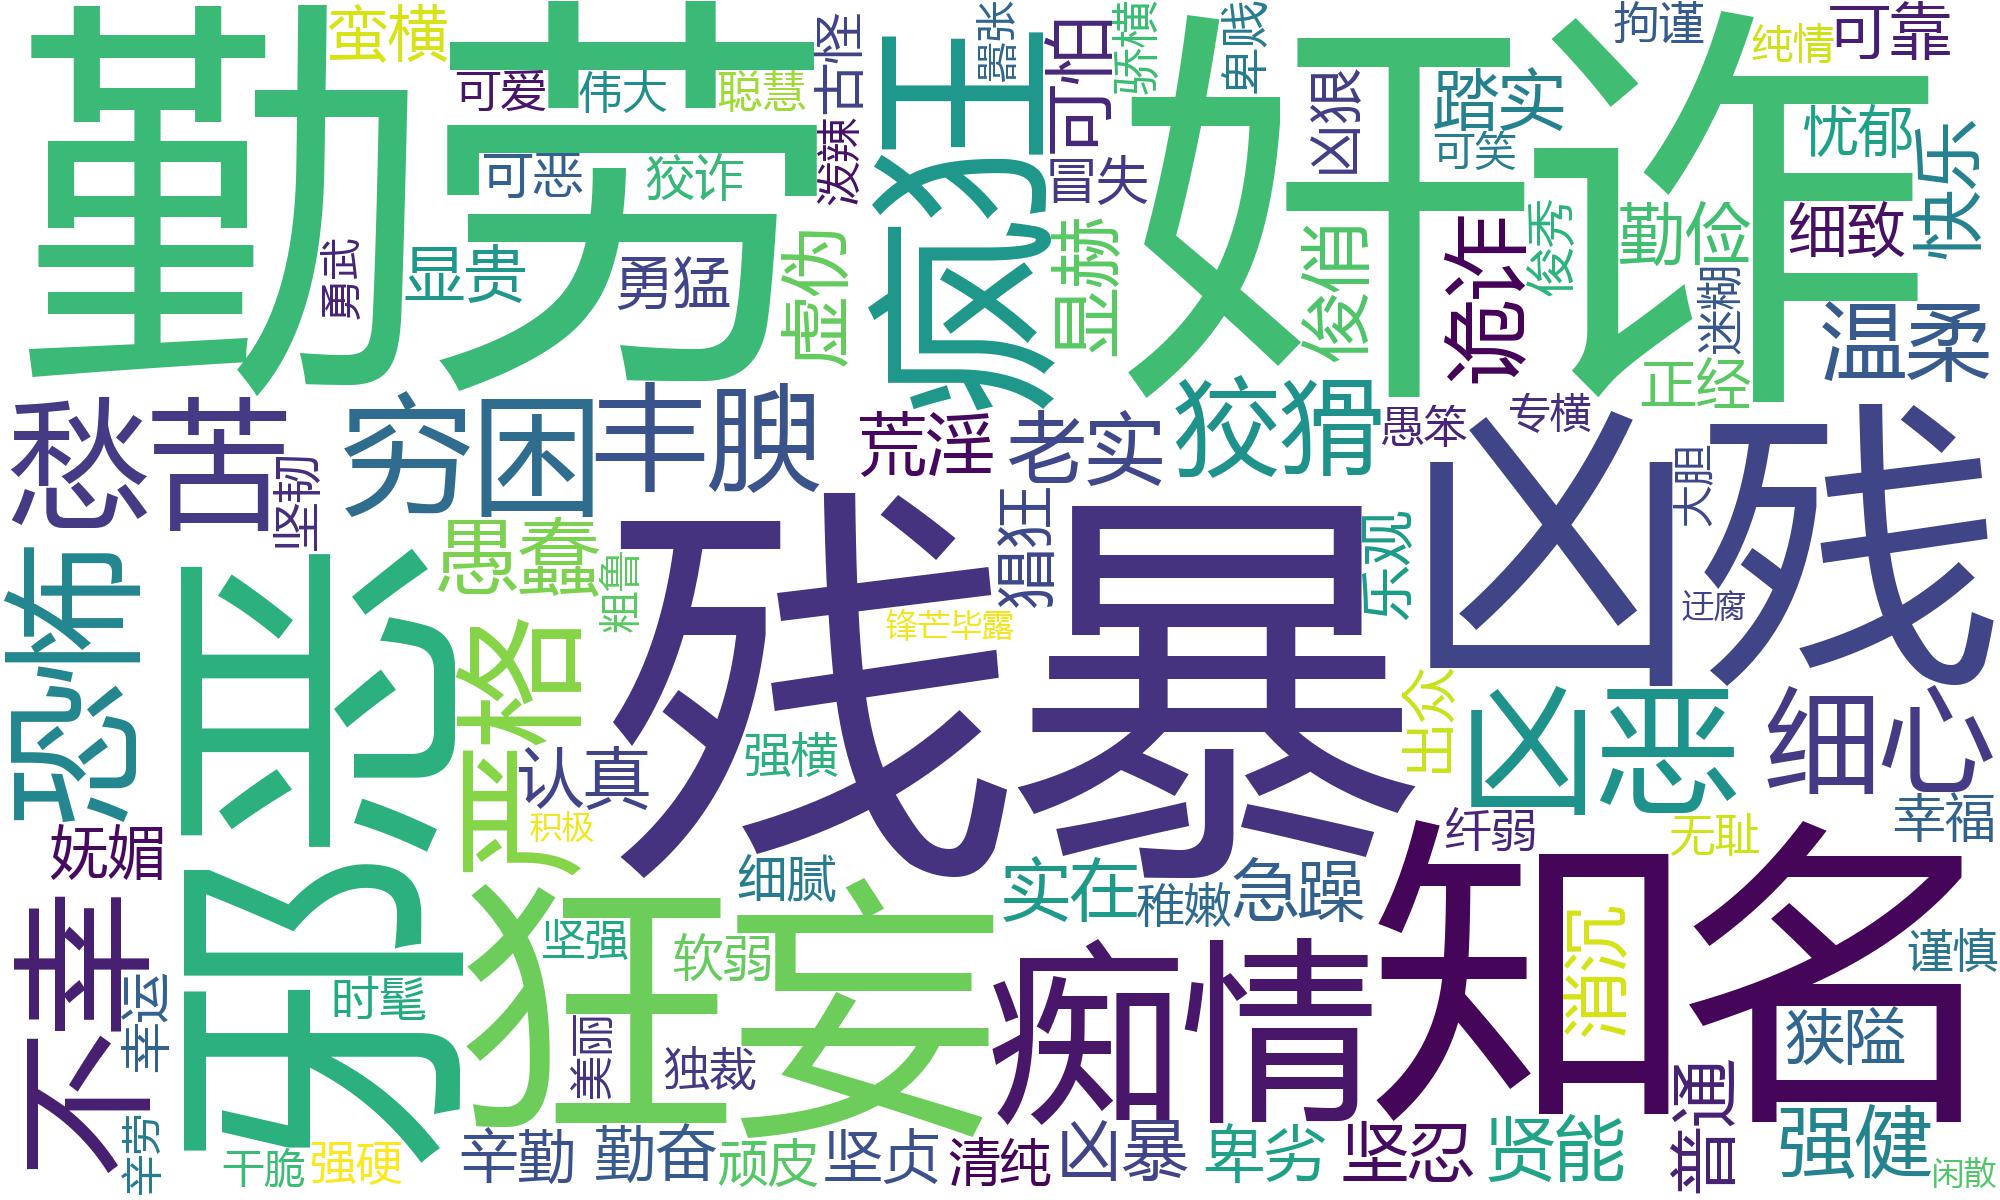 勤劳
蛮横
可爱
伟大
聪慧
可恶
狡诈
勇武
显贵
勇猛
虚伪
古怪
泼辣
疯狂
嚣张
可怕
骄横
卑贱
冒失
显赫
奸诈
凶狠
踏实
可笑
拘谨
纯情
可靠
忧郁
快乐
俊俏
诡诈
俊秀
勤俭
细致
迷糊
正经
温柔
愁苦
坚韧
穷困
丰腴
荒淫
老实
狡猾
愚笨
专横
凶残
大胆
迂腐
恐怖
邪恶
愚蠢
粗鲁
严格
残暴
猖狂
乐观
锋芒毕露
认真
积极
强横
细腻
出众
凶恶
细心
幸福
妩媚
不幸
幸运
辛劳
时髦
狂妄
坚强
软弱
美丽
独裁
实在
稚嫩
急躁
痴情
纤弱
无耻
知名
消沉
谨慎
狭隘
普通
强健
闲散
干脆
强硬
辛勤
勤奋
顽皮
坚贞
清纯
凶暴
卑劣
坚忍
贤能